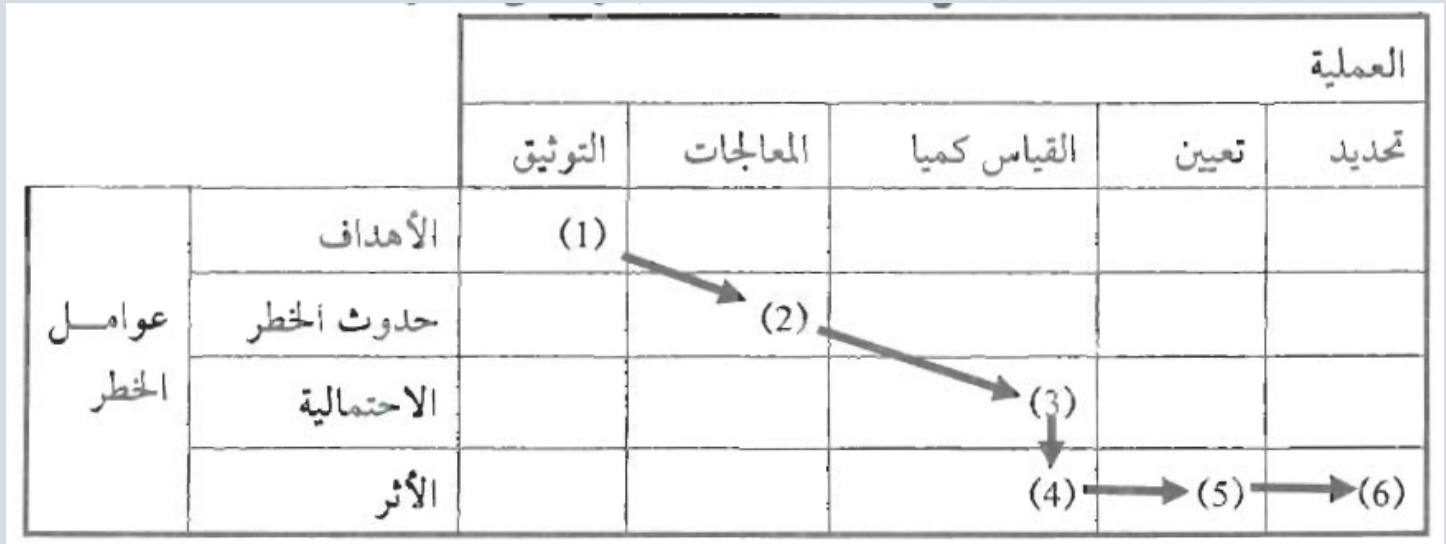 العملية
تحديد تعيين القياس كميا المعالجات التوثيق
الأهداف (1)
حدوث الخطر (2)
عوامل
الخطر
الاحتمالية (3)
الأثر (4) (5) (6)